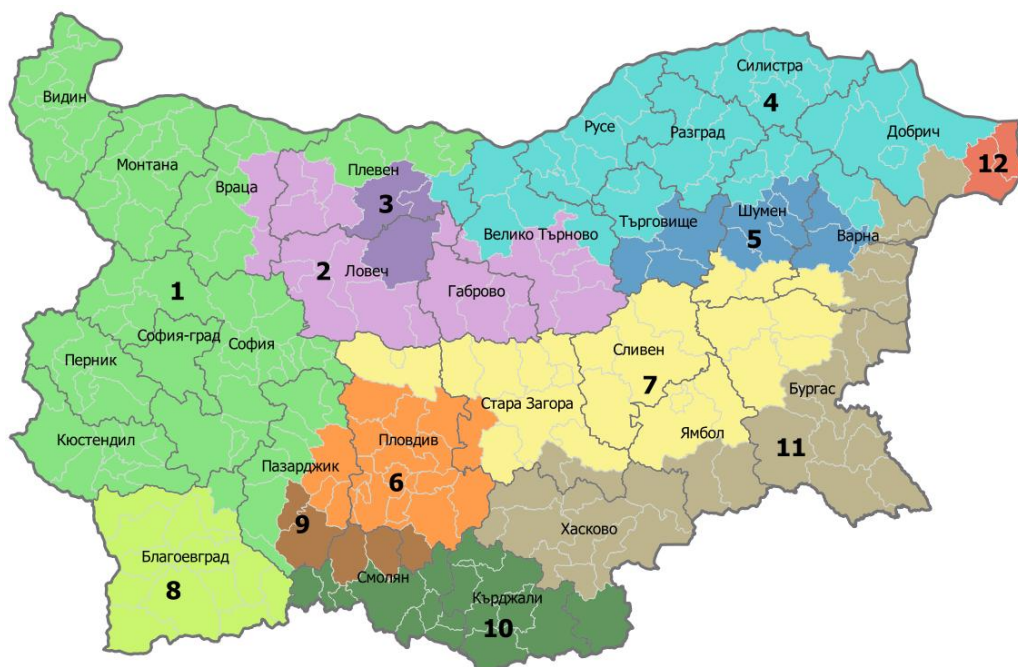 Силистра
4
Видин
Русе
Разград
Добрич
Монтана
Плевен
12
Враца
3
Търговище
Шумен
Велико Търново
5
Варна
2
Ловеч
1
Габрово
София-град
София
Сливен
Перник
7
Бургас
Стара Загора
Пловдив
Ямбол
Кюстендил
Пазарджик
11
6
9
Хасково
Благоевград
Смолян
8
Кърджали
10